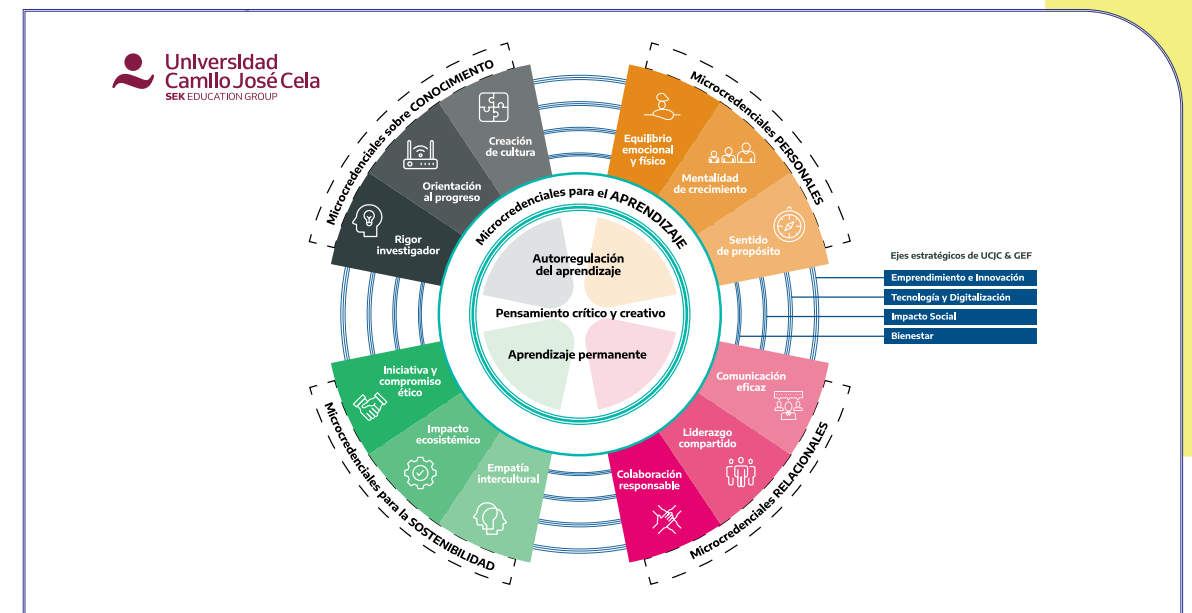 Universidad
Camilo José Cela
SEK EDUCATION GROUP
Microcredenciales sobre CONOCIMIENTO
Creación
de cultura
Orientación
al progreso
Rigor
investigador
Microcredenciales PERSONALES
Equilibrio
emocional
y físico
Mentalidad
de crecimiento
Sentido
de propósito
Microcredenciales para el APRENDIZAJE
Autorregulación
del aprendizaje
Pensamiento crítico y creativo
Aprendizaje permanente
Ejes estratégicos de UCJC & GEF
Emprendimiento e Innovación
Tecnología y Digitalización
Impacto Social
Bienestar
Iniciativa y
compromiso
ético
Impacto
ecosistémico
Empatía
intercultural
Microcredenciales para la SOSTENIBILIDAD
Comunicación
eficaz
Liderazgo
compartido
Colaboración
responsable
Microcredenciales RELACIONALES